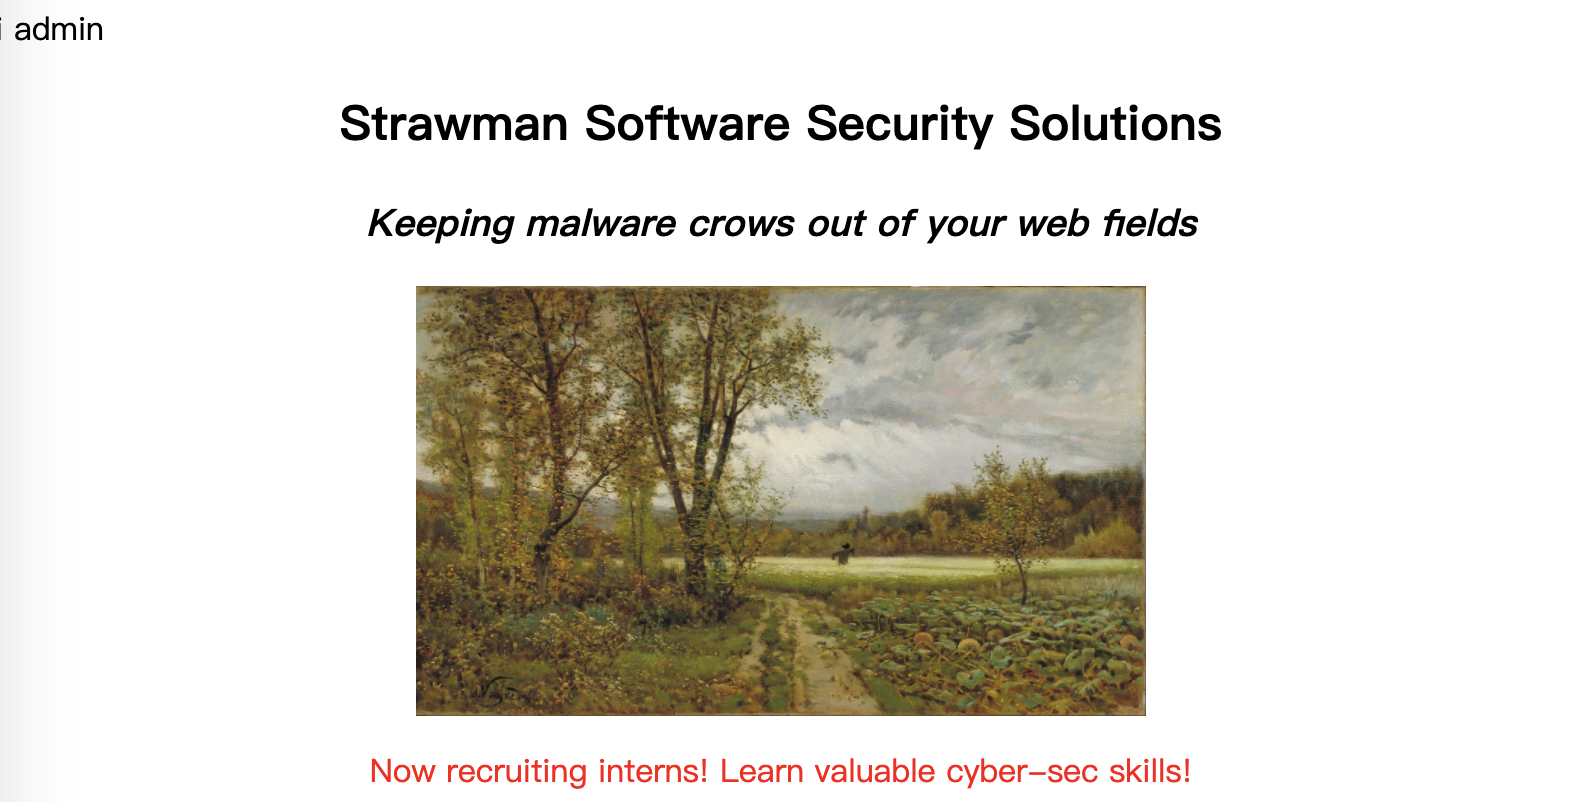 i admin
Strawman Software Security Solutions
Keeping malware crows out of your web fields
Now recruiting interns! Learn valuable cyber–sec skills!